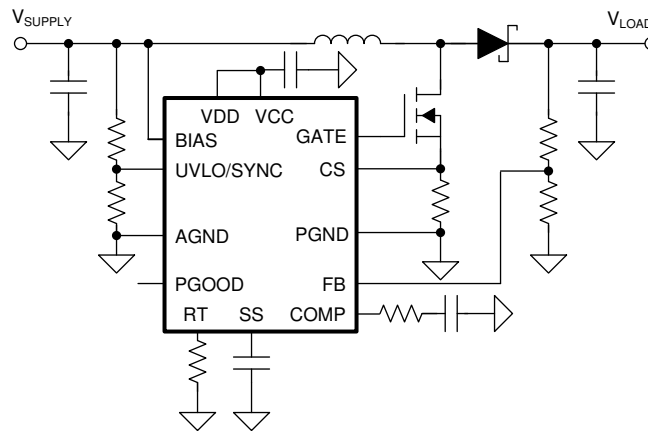 VSUPPLY
VLOAD
VDD VCC
BIAS
GATE
UVLO/SYNC
CS
AGND
PGND
PGOOD
FB
RT SS COMP